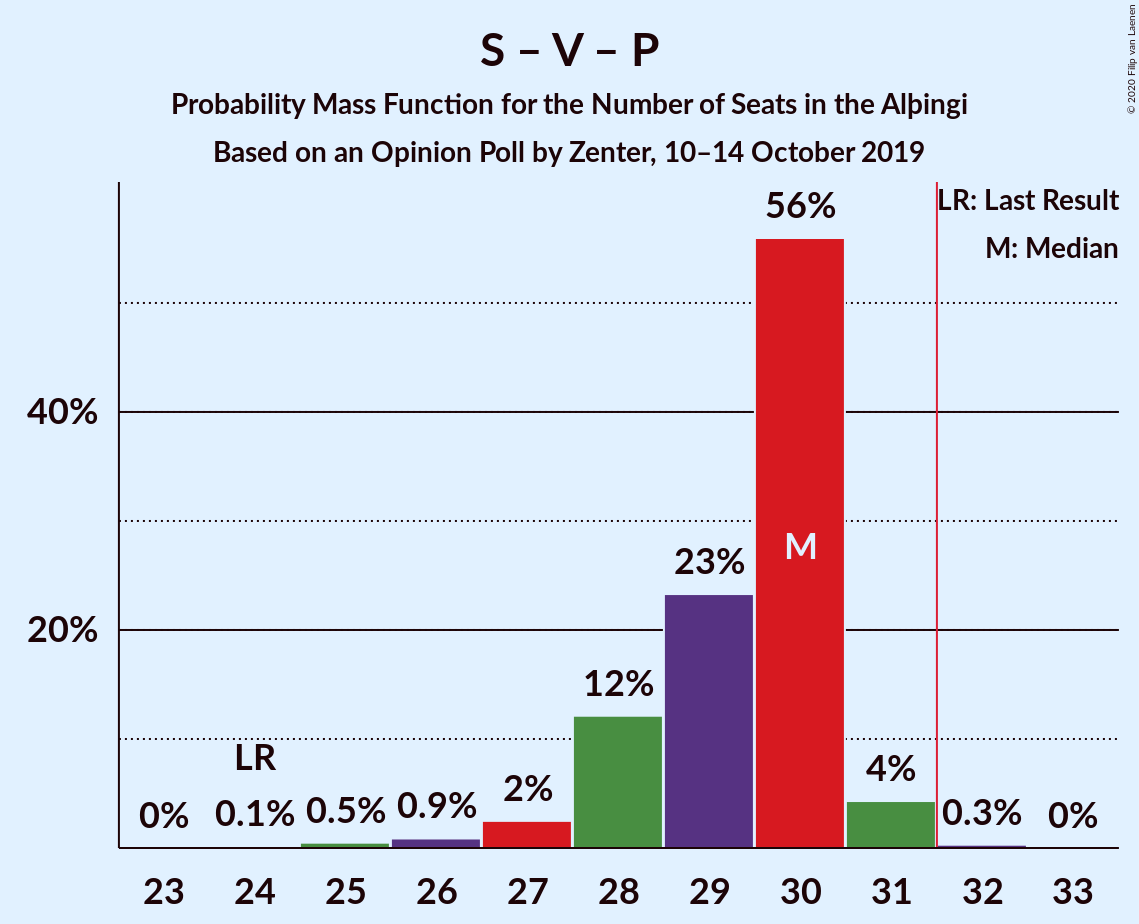 S – V – P
Probability Mass Function for the Number of Seats in the Alþingi
Based on an Opinion Poll by Zenter, 10–14 October 2019
© 2020 Filip van Laenen
LR: Last Result
M: Median
56%
40%
M
23%
20%
12%
LR
4%
2%
0% 0.1% 0.5% 0.9% 0.3% 0%
23 24 25 26 27 28 29 30 31 32 33